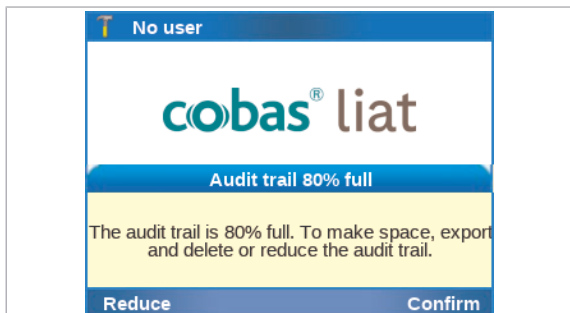 No user
cobas® liat
Audit trail 80% full
The audit trail is 80% full. To make space, export
and delete or reduce the audit trail.
Reduce Confirm